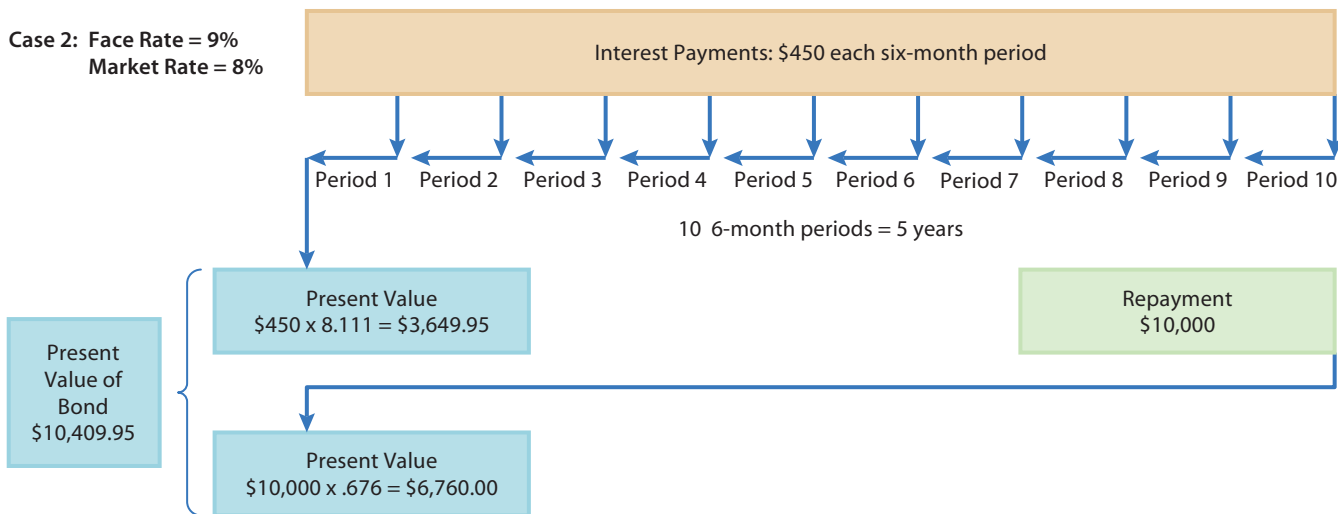 Case 2: Face Rate = 9%
Market Rate = 8%
Interest Payments: $450 each six-month period
Period 1 Period 2 Period 3 Period 4 Period 5 Period 6 Period 7 Period 8 Period 9 Period 10
10 6-month periods = 5 years
Present Value
$450 x 8.111 = $3,649.95
Repayment
$10,000
Present
Value of
Bond
$10,409.95
Present Value
$10,000 x .676 = $6,760.00